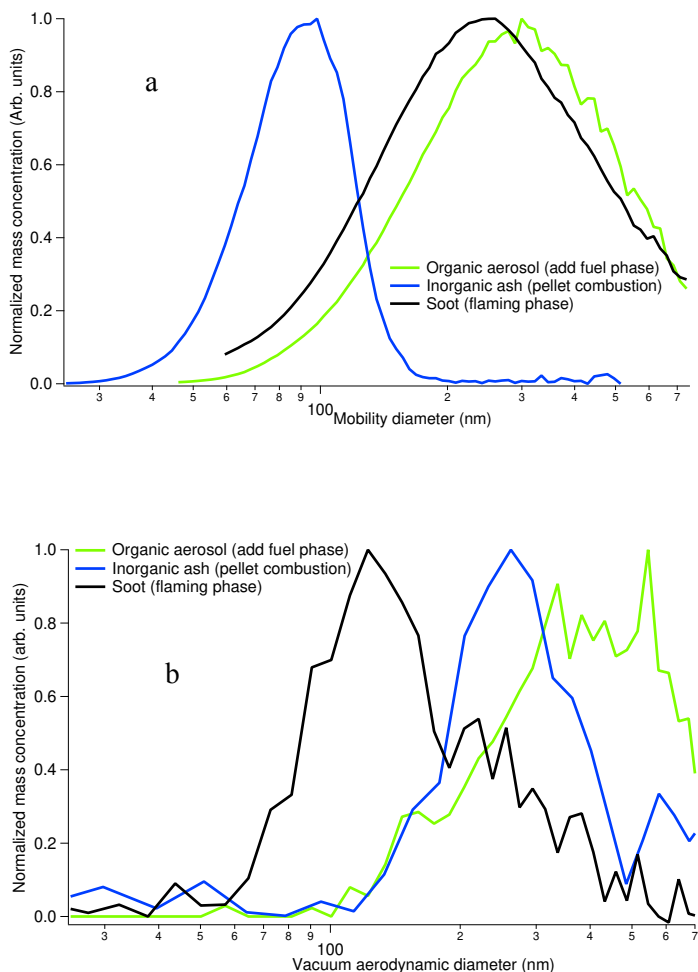 1.0
0.8
0.6
0.4
0.2
0.0
Normalized mass concentration (Arb. units)
a
Organic aerosol (add fuel phase)
Inorganic ash (pellet combustion)
Soot (flaming phase)
3 4 5 6 7 8 9 100 2 3 4 5 6 7
Mobility diameter (nm)
Organic aerosol (add fuel phase)
Inorganic ash (pellet combustion)
Soot (flaming phase)
1.0
0.8
0.6
0.4
0.2
0.0
Normalized mass concentration (arb. units)
b
3 4 5 6 7 8 9 100 2 3 4 5 6 7
Vacuum aerodynamic diameter (nm)